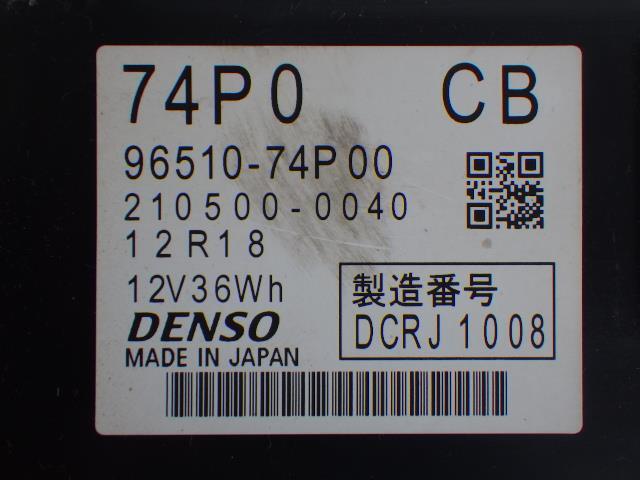 74P0 CB
96510-74P00
210500-0040
12R18
12V36Wh
DENSO
MADE IN JAPAN
製造番号
DCRJ 1008